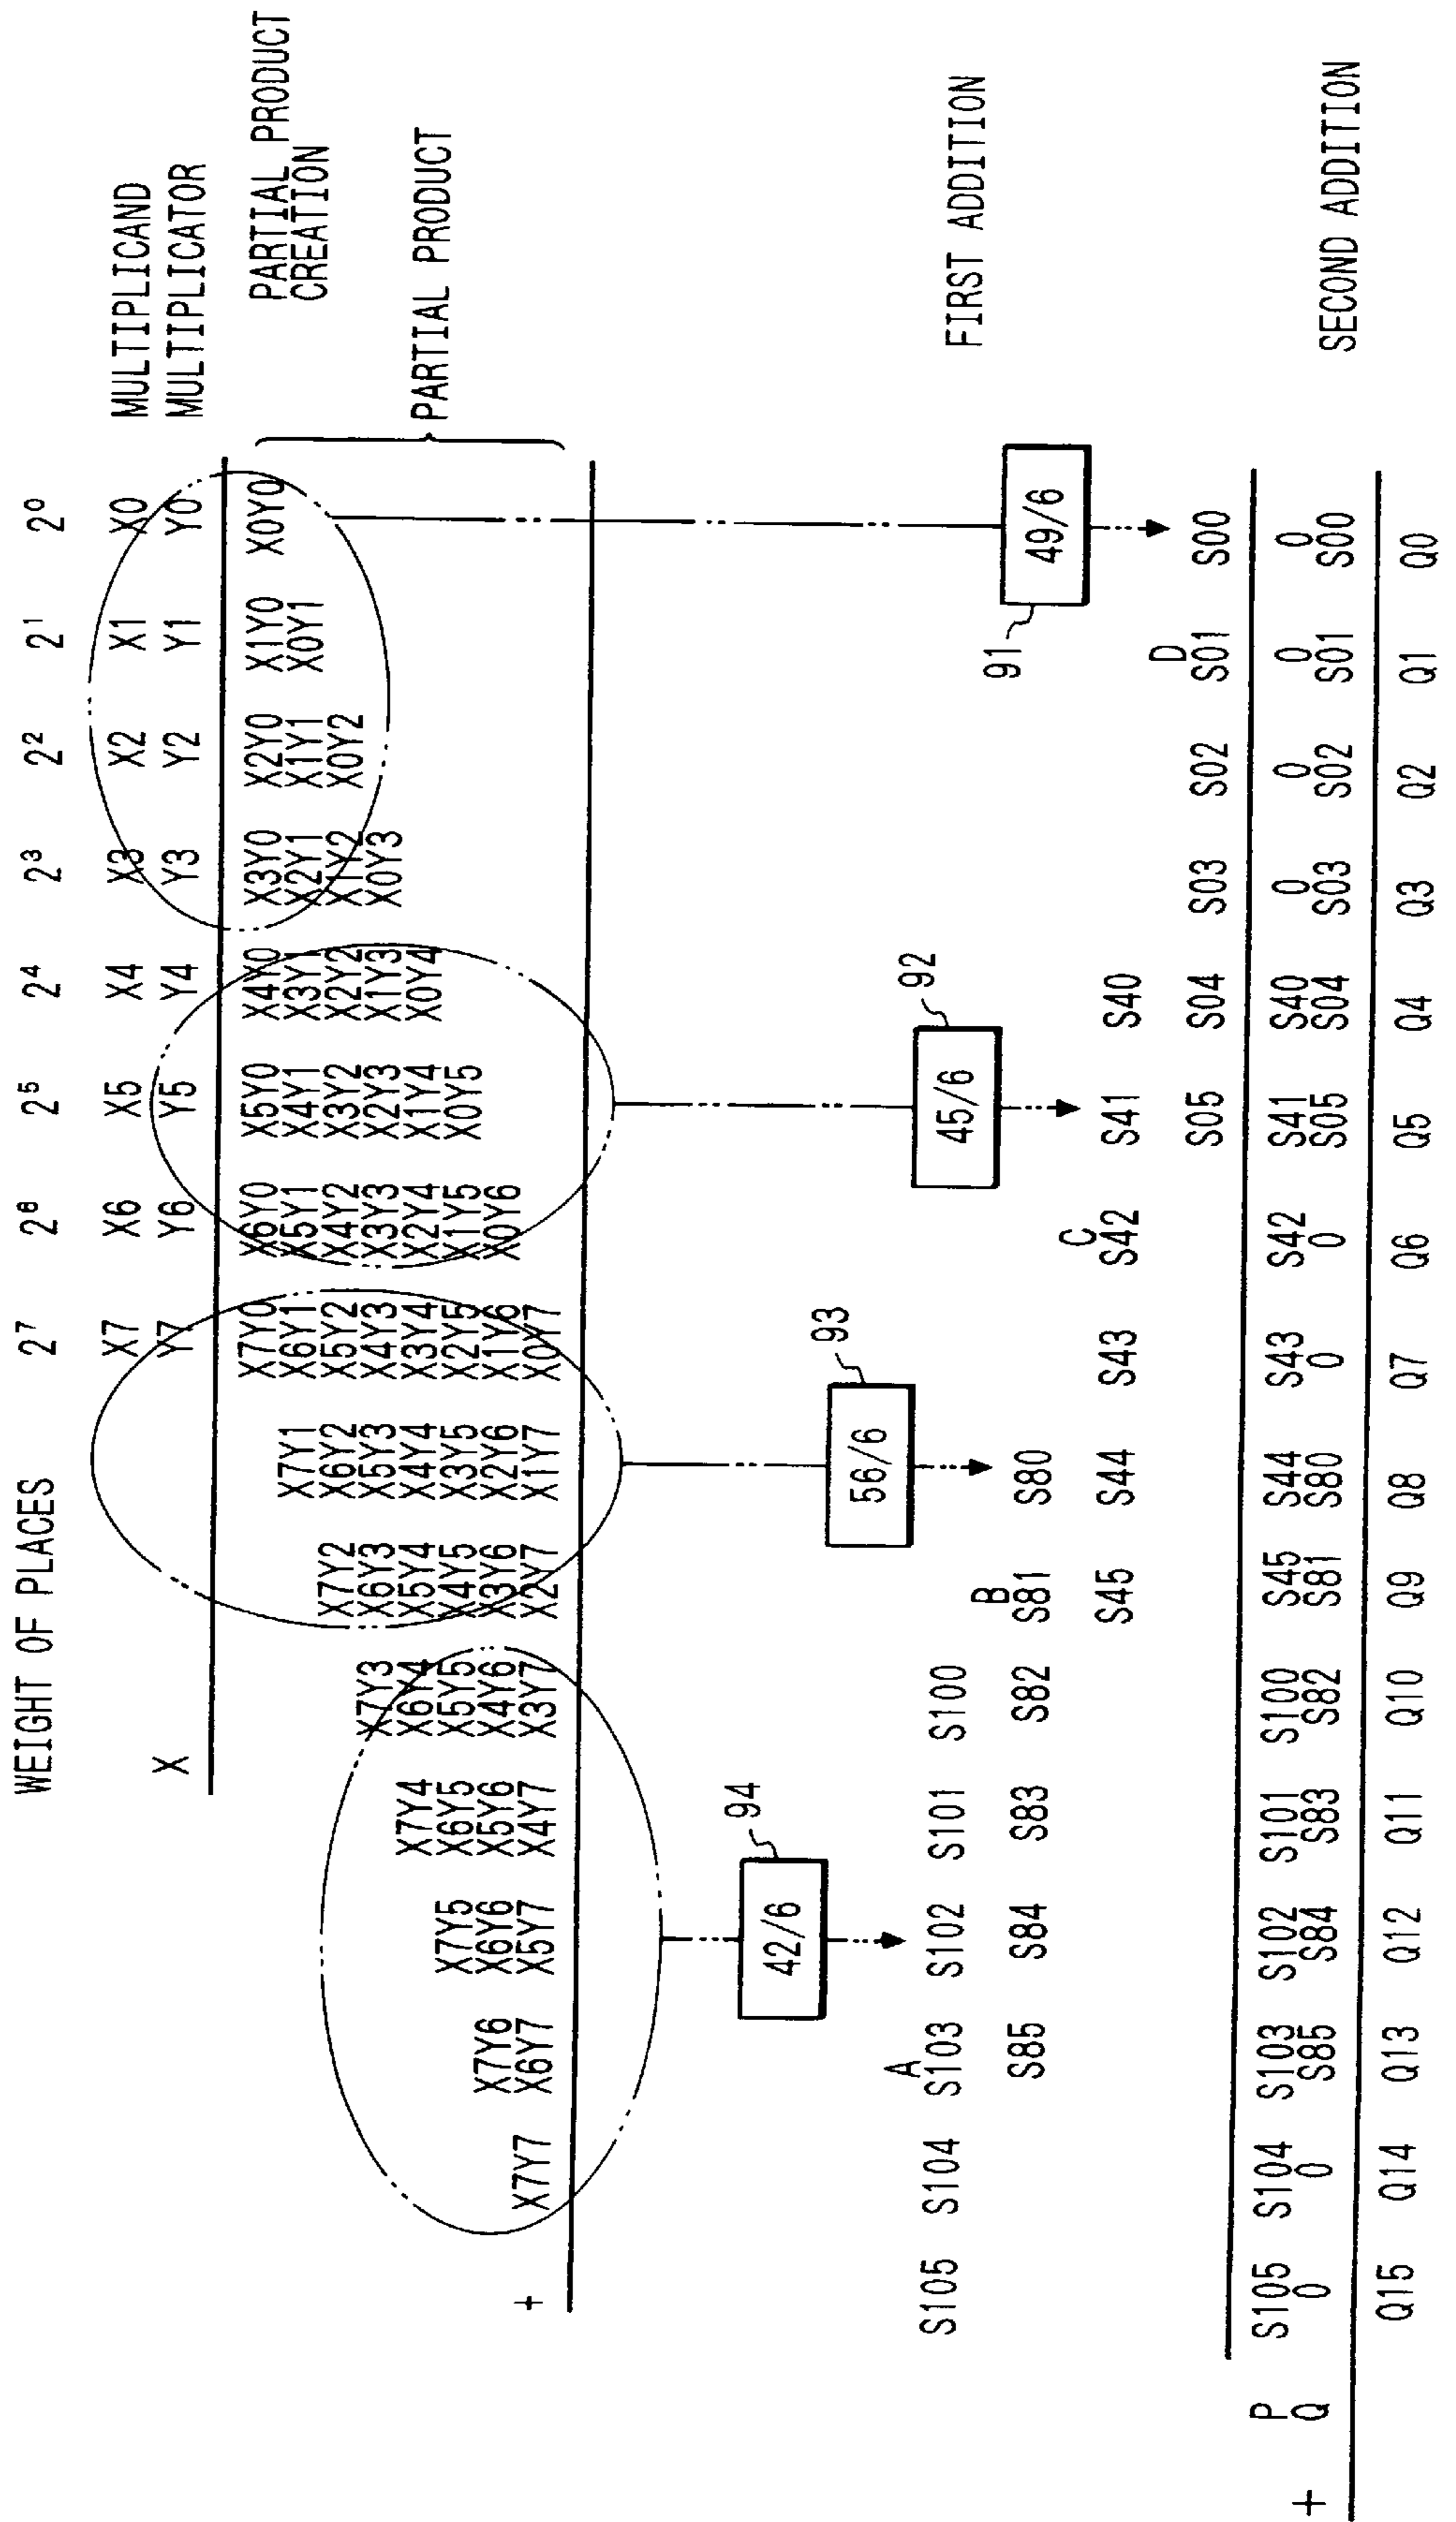 WEIGHT OF PLACES 2⁷ 2⁶ 2⁵ 2⁴ 2³ 2² 2¹ 2⁰
X7 X6 X5 X4 X3 X2 X1 X0 MULTIPLICAND
X Y7 Y6 Y5 Y4 Y3 Y2 Y1 Y0 MULTIPLICATOR
X7Y0 X6Y0 X5Y0 X4Y0 X3Y0 X2Y0 X1Y0 X0Y0 PARTIAL PRODUCT
X7Y1 X6Y1 X5Y1 X4Y1 X3Y1 X2Y1 X1Y1 X0Y1 CREATION
X7Y2 X6Y2 X5Y2 X4Y2 X3Y2 X2Y2 X1Y2 X0Y2
X7Y3 X6Y3 X5Y3 X4Y3 X3Y3 X2Y3 X1Y3 X0Y3
X7Y4 X6Y4 X5Y4 X4Y4 X3Y4 X2Y4 X1Y4 X0Y4 PARTIAL PRODUCT
X7Y5 X6Y5 X5Y5 X4Y5 X3Y5 X2Y5 X1Y5 X0Y5
X7Y6 X6Y6 X5Y6 X4Y6 X3Y6 X2Y6 X1Y6 X0Y6
+ X7Y7 X6Y7 X5Y7 X4Y7 X3Y7 X2Y7 X1Y7 X0Y7
94 93 92 91
42/6 56/6 45/6 49/6
FIRST ADDITION
A
S105 S104 S103 S102 S101 S100
B
S85 S84 S83 S82 S81 S80
C
S45 S44 S43 S42 S41 S40
D
S05 S04 S03 S02 S01 S00
P S105 S104 S103 S102 S101 S100 S45 S44 S43 S42 S41 S40 0 0 0 0
+ Q 0 0 S85 S84 S83 S82 S81 S80 0 0 S05 S04 S03 S02 S01 S00 SECOND ADDITION
Q15 Q14 Q13 Q12 Q11 Q10 Q9 Q8 Q7 Q6 Q5 Q4 Q3 Q2 Q1 Q0